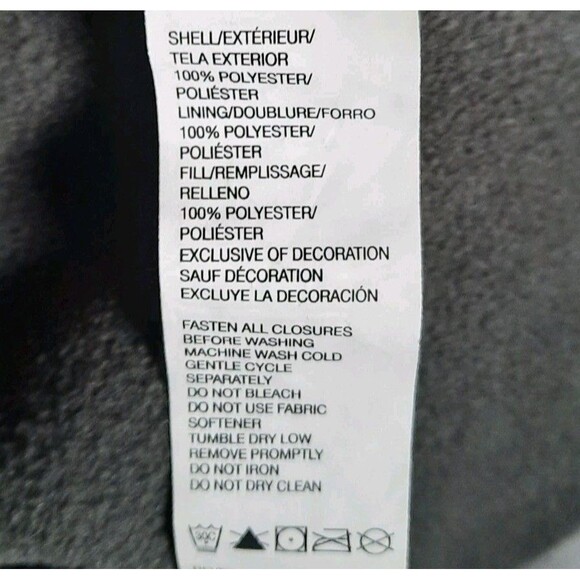 SHELL/EXTÉRIEUR/
TELA EXTERIOR
100% POLYESTER/
POLIÉSTER
LINING/DOUBLURE/FORRO
100% POLYESTER/
POLIÉSTER
FILL/REMPLISSAGE/
RELLENO
100% POLYESTER/
POLIÉSTER
EXCLUSIVE OF DECORATION
SAUF DÉCORATION
EXCLUYE LA DECORACIÓN
FASTEN ALL CLOSURES
BEFORE WASHING
MACHINE WASH COLD
GENTLE CYCLE
SEPARATELY
DO NOT BLEACH
DO NOT USE FABRIC
SOFTENER
TUMBLE DRY LOW
REMOVE PROMPTLY
DO NOT IRON
DO NOT DRY CLEAN